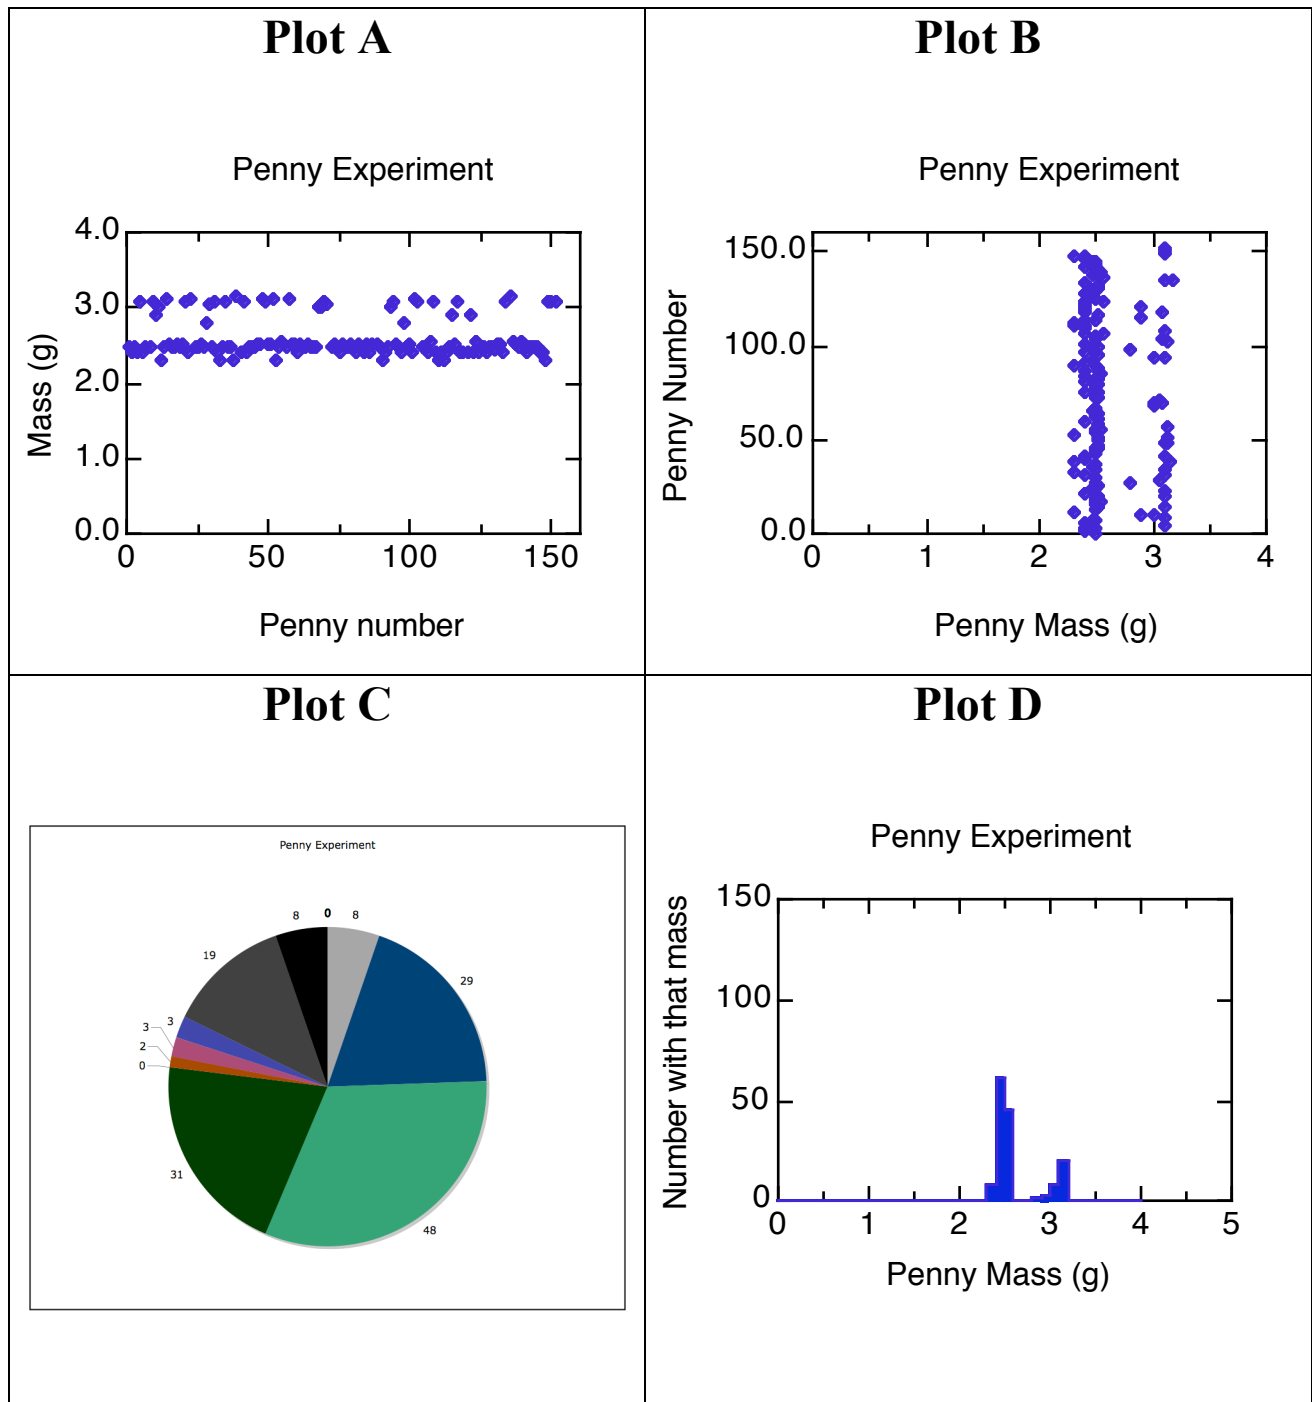 Plot A
Penny Experiment
4.0
3.0
2.0
1.0
0.0
Mass (g)
0 50 100 150
Penny number
Plot B
Penny Experiment
150.0
100.0
50.0
0.0
Penny Number
0 1 2 3 4
Penny Mass (g)
Plot C
Penny Experiment
8 0 8
19
29
3 3
2
0
31
48
Plot D
Penny Experiment
150
100
50
0
Number with that mass
0 1 2 3 4 5
Penny Mass (g)